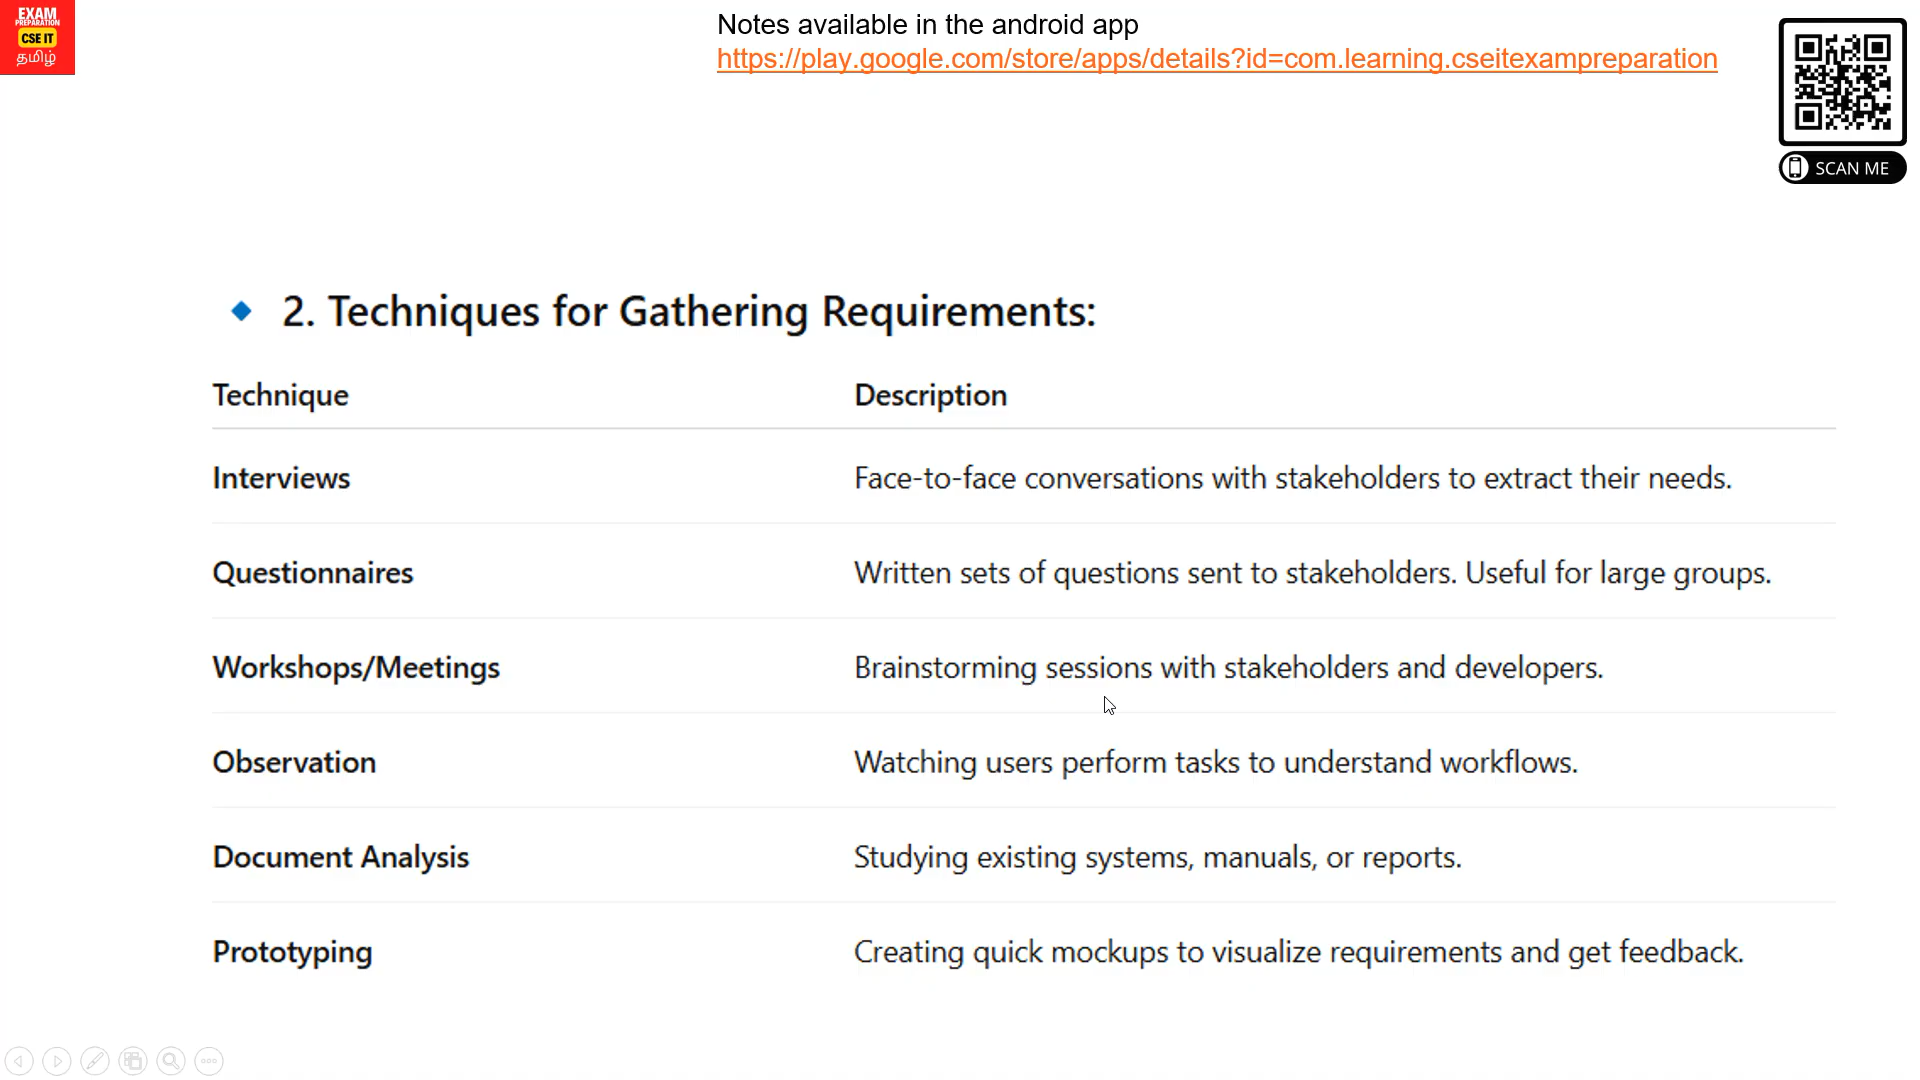 EXAM
PREPARATION
CSE IT
தமிழ்
Notes available in the android app
https://play.google.com/store/apps/details?id=com.learning.cseitexampreparation
SCAN ME
2. Techniques for Gathering Requirements:
Technique Description
Interviews Face-to-face conversations with stakeholders to extract their needs.
Questionnaires Written sets of questions sent to stakeholders. Useful for large groups.
Workshops/Meetings Brainstorming sessions with stakeholders and developers.
Observation Watching users perform tasks to understand workflows.
Document Analysis Studying existing systems, manuals, or reports.
Prototyping Creating quick mockups to visualize requirements and get feedback.